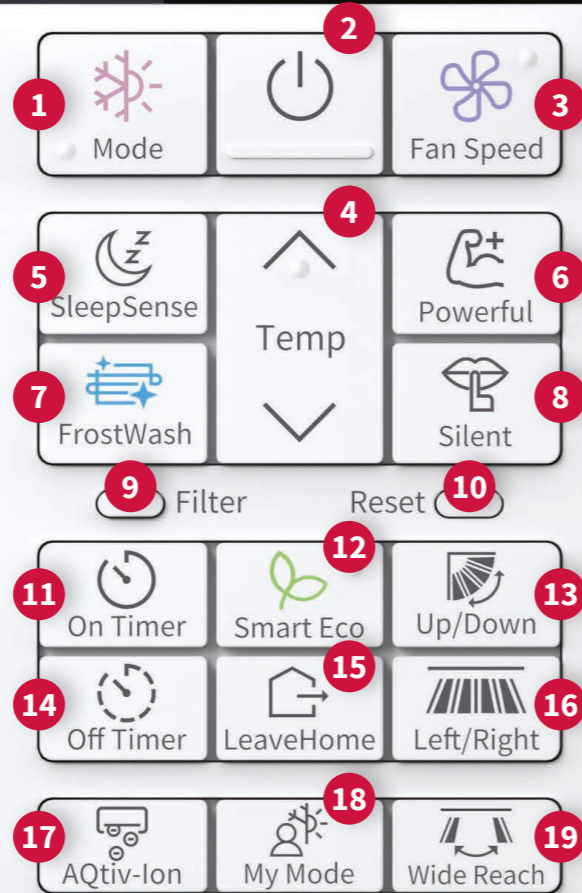 2
1
Mode
3
Fan Speed
4
5
z
z
SleepSense
Temp
+
6
Powerful
7
FrostWash
8
Silent
9
Filter
Reset
10
11
On Timer
12
Smart Eco
13
Up/Down
14
Off Timer
15
LeaveHome
16
Left/Right
17
AQtiv-Ion
18
My Mode
19
Wide Reach